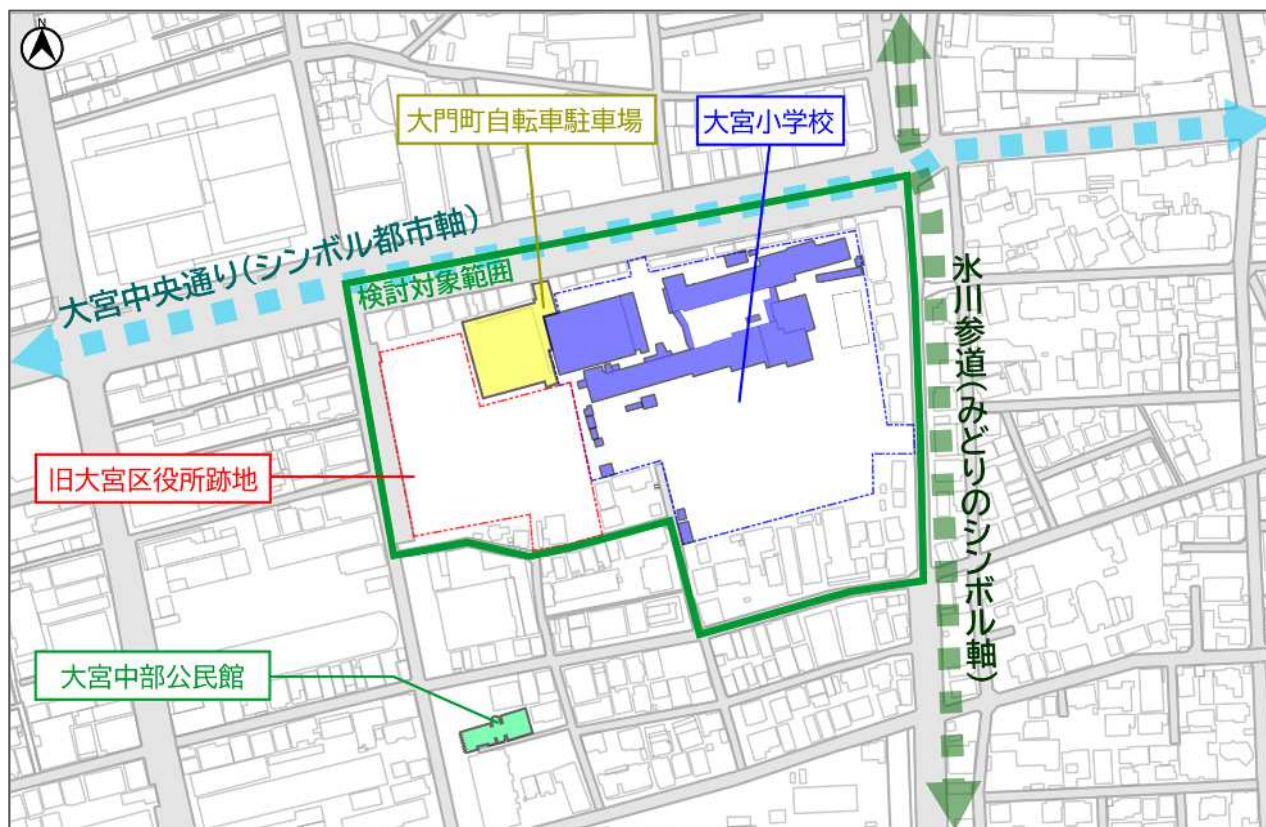 N
大門町自転車駐車場
大宮小学校
大宮中央通り(シンボル都市軸)
検討対象範囲
氷川参道(みどりのシンボル軸)
旧大宮区役所跡地
大宮中部公民館